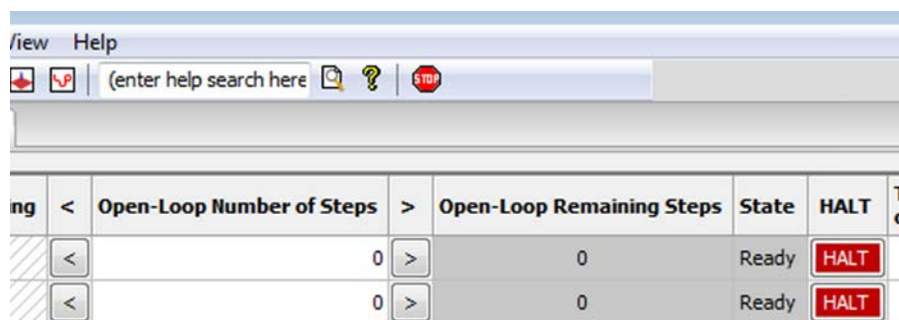 View Help
(enter help search here
STOP
ing < Open-Loop Number of Steps > Open-Loop Remaining Steps State HALT
< 0 > 0 Ready HALT
< 0 > 0 Ready HALT